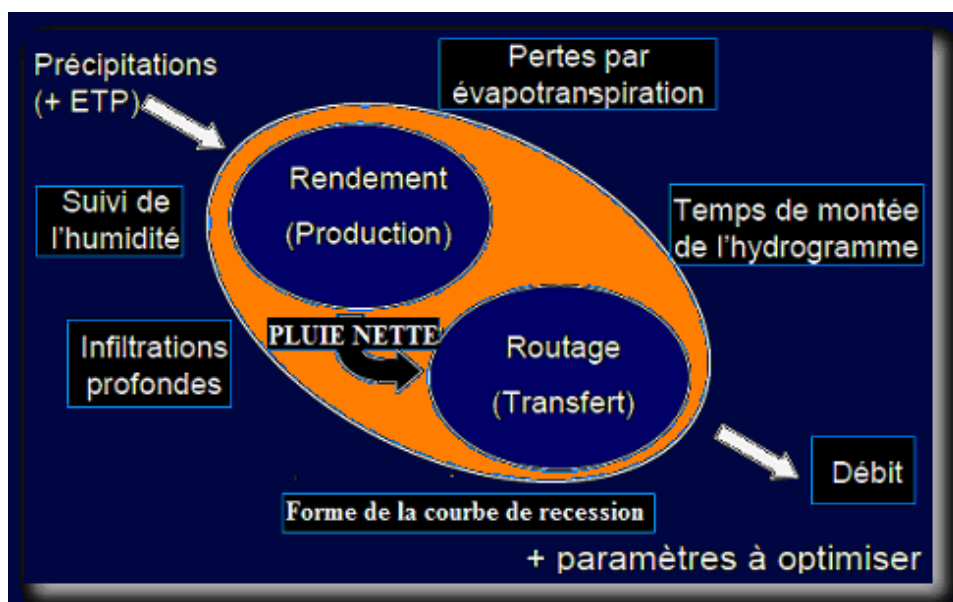 Précipitations
(+ ETP)
Pertes par
évapotranspiration
Rendement
(Production)
Suivi de
l'humidité
Temps de montée
de l'hydrogramme
PLUIE NETTE
Infiltrations
profondes
Routage
(Transfert)
Débit
Forme de la courbe de recession
+ paramètres à optimiser